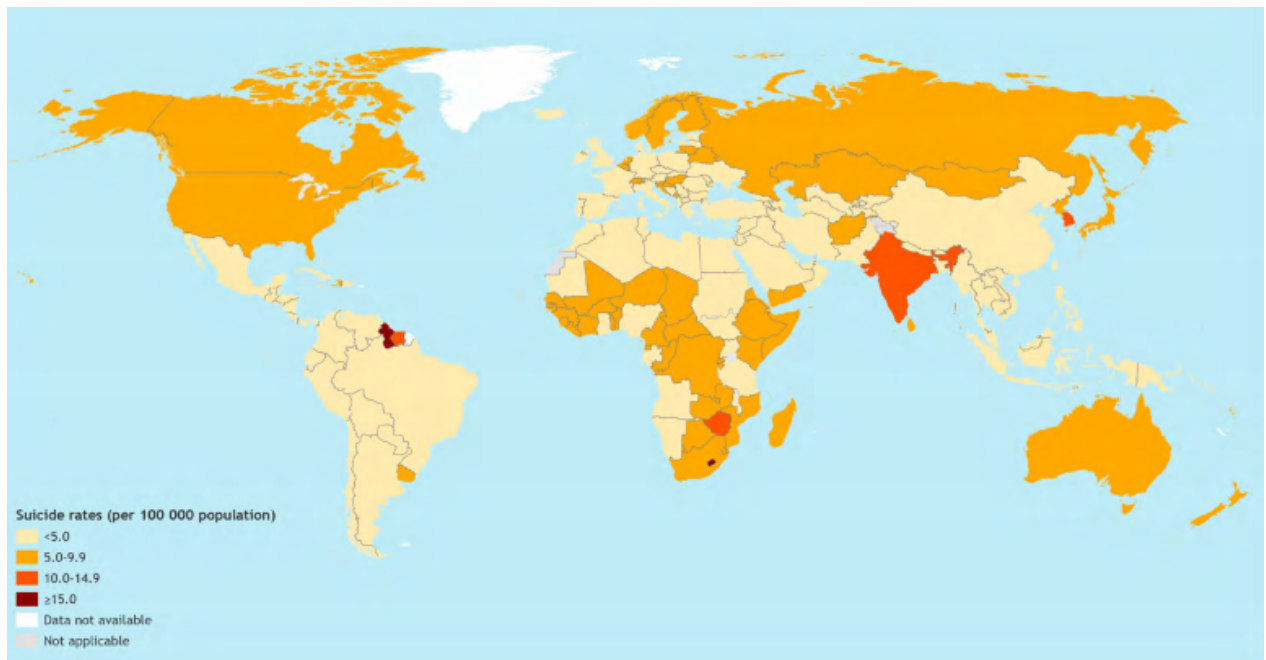 Suicide rates (per 100 000 population)
<5.0
5.0-9.9
10.0-14.9
≥15.0
Data not available
Not applicable